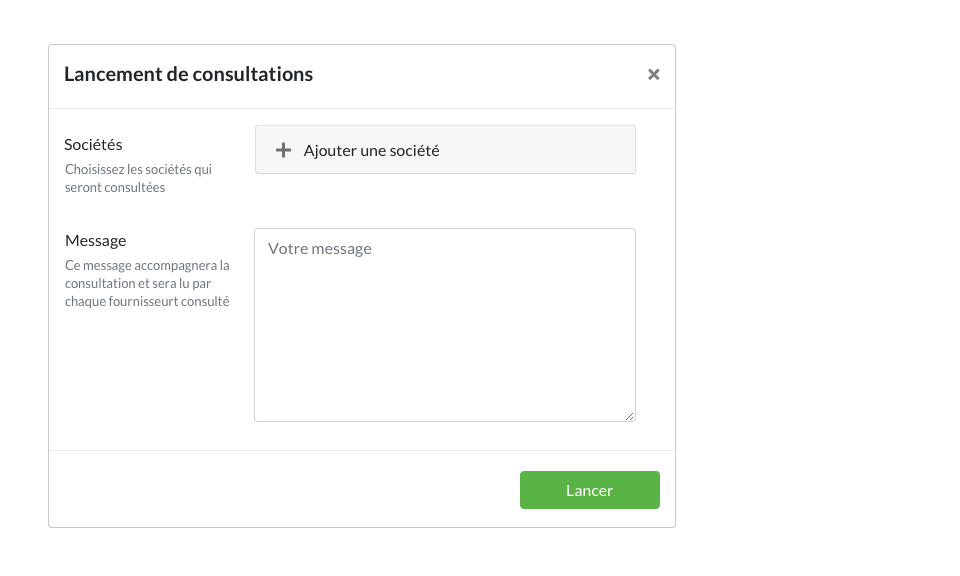 Lancement de consultations
Sociétés
Choisissez les sociétés qui
seront consultées
Ajouter une société
Message
Ce message accompagnera la
consultation et sera lu par
chaque fournisseurt consulté
Votre message
Lancer